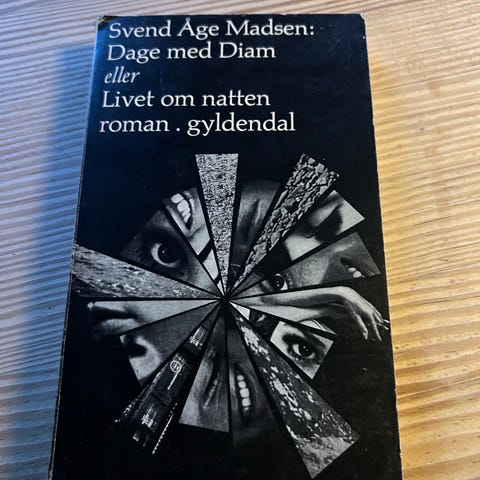 Svend Åge Madsen:
Dage med Diam
eller
Livet om natten
roman . gyldendal